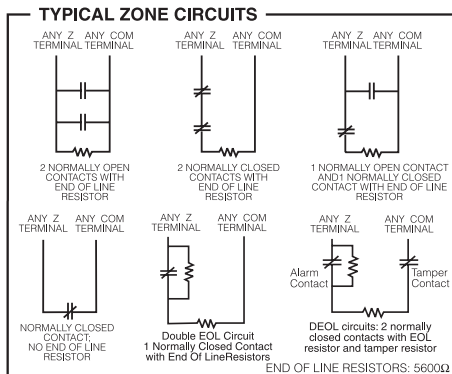 TYPICAL ZONE CIRCUITS
ANY Z TERMINAL
ANY COM TERMINAL
ANY Z TERMINAL
ANY COM TERMINAL
ANY Z TERMINAL
ANY COM TERMINAL
2 NORMALLY OPEN
CONTACTS WITH
END OF LINE
RESISTOR
2 NORMALLY CLOSED
CONTACTS WITH
END OF LINE
RESISTOR
1 NORMALLY OPEN CONTACT
AND1 NORMALLY CLOSED
CONTACT WITH END OF LINE
RESISTOR
ANY Z TERMINAL
ANY COM TERMINAL
NORMALLY CLOSED
CONTACT;
NO END OF LINE
RESISTOR
ANY Z TERMINAL
ANY COM TERMINAL
Double EOL Circuit
1 Normally Closed Contact
with End Of LineResistors
ANY Z TERMINAL
ANY COM TERMINAL
Alarm
Contact
Tamper
Contact
DEOL circuits: 2 normally
closed contacts with EOL
resistor and tamper resistor
END OF LINE RESISTORS: 5600Ω